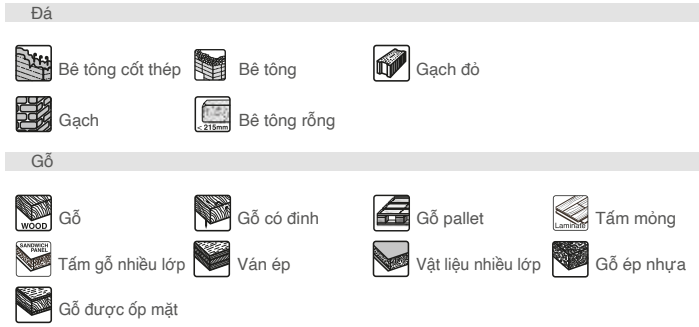 Đá
Bê tông cốt thép Bê tông Gạch đỏ
Gạch < 215mm Bê tông rỗng
Gỗ
WOOD Gỗ Gỗ có đinh Gỗ pallet Laminate Tấm mỏng
SANDWICH PANEL Tấm gỗ nhiều lớp Ván ép Vật liệu nhiều lớp Gỗ ép nhựa
Gỗ được ốp mặt